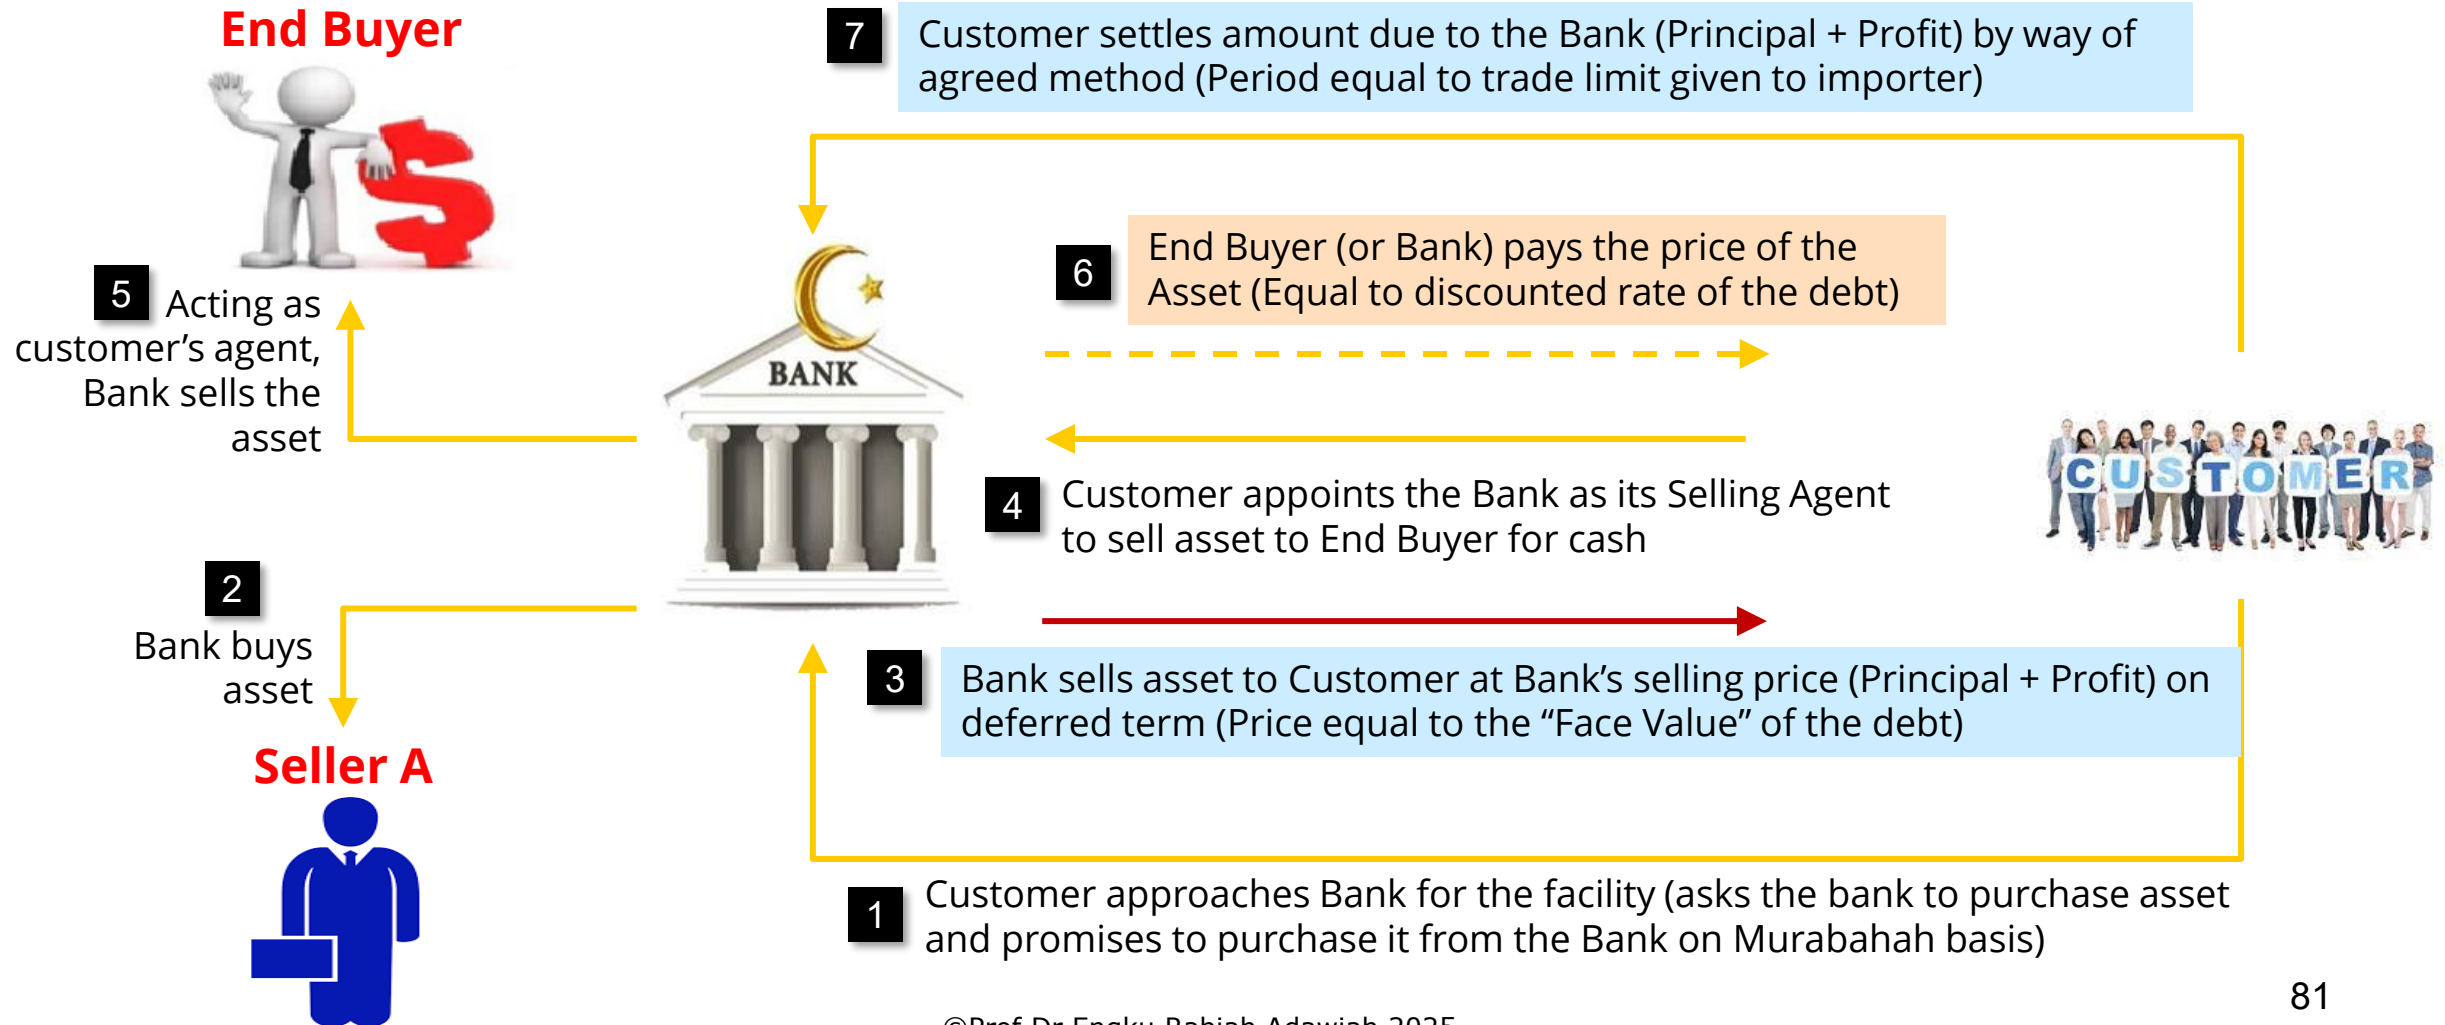 End Buyer
7
Customer settles amount due to the Bank (Principal + Profit) by way of
agreed method (Period equal to trade limit given to importer)
6
End Buyer (or Bank) pays the price of the
Asset (Equal to discounted rate of the debt)
5
Acting as
customer’s agent,
Bank sells the
asset
BANK
CUSTOMER
4
Customer appoints the Bank as its Selling Agent
to sell asset to End Buyer for cash
2
Bank buys
asset
3
Bank sells asset to Customer at Bank’s selling price (Principal + Profit) on
deferred term (Price equal to the “Face Value” of the debt)
Seller A
1
Customer approaches Bank for the facility (asks the bank to purchase asset
and promises to purchase it from the Bank on Murabahah basis)
81
©Prof Dr Engku Rabiah Adawiah 2025